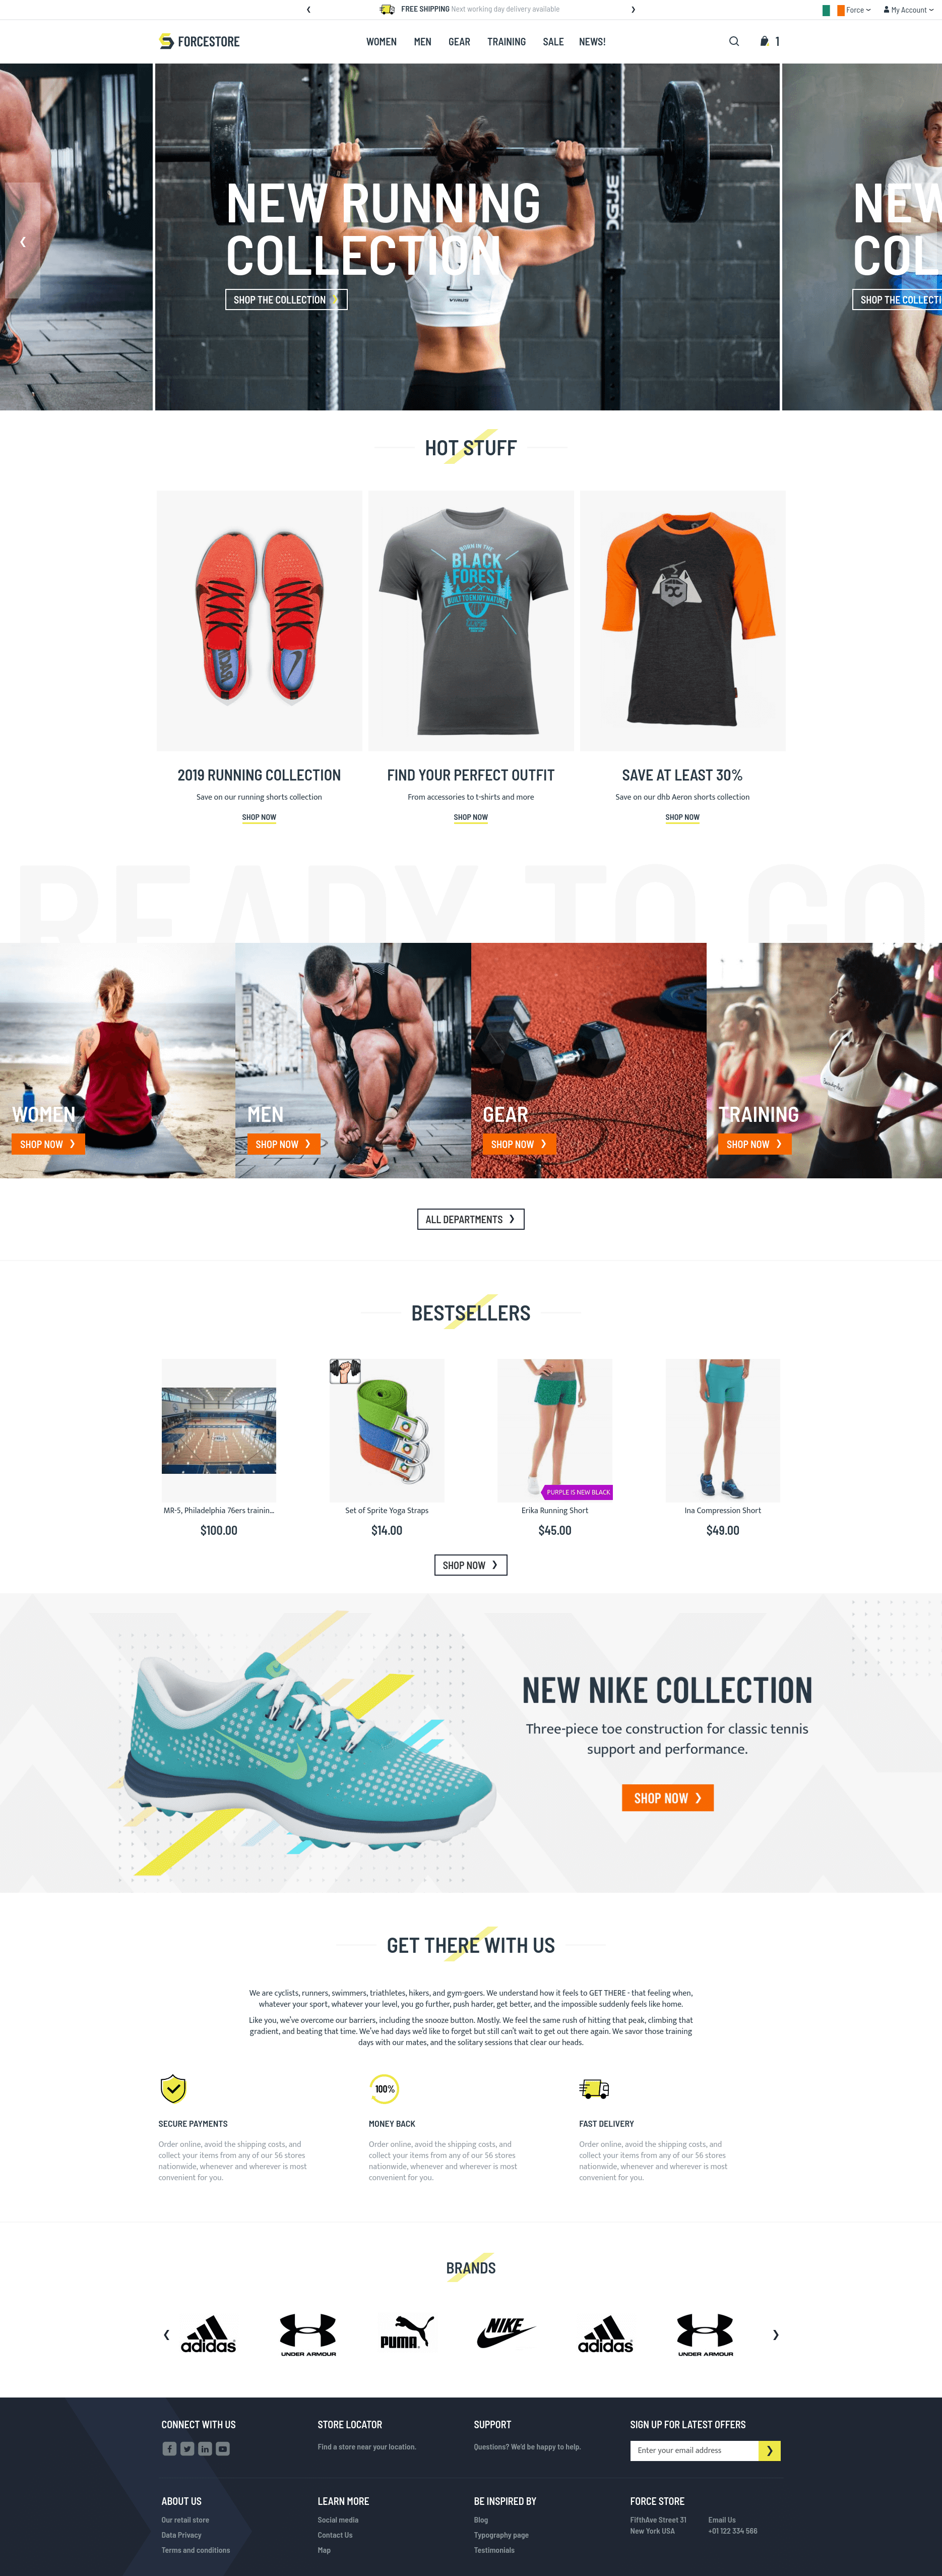 FREE SHIPPING Next working day delivery available
Force
My Account
FORCESTORE
WOMEN MEN GEAR TRAINING SALE NEWS!
1
NEW RUNNING
COLLECTION
SHOP THE COLLECTION
NEW
COL
SHOP THE COLLECTI
ROGUE
HOT STUFF
BORN IN THE
BLACK
FOREST
BUILT TO ENJOY NATURE
2019 RUNNING COLLECTION
Save on our running shorts collection
SHOP NOW
FIND YOUR PERFECT OUTFIT
From accessories to t-shirts and more
SHOP NOW
SAVE AT LEAST 30%
Save on our dhb Aeron shorts collection
SHOP NOW
READY TO GO
WOMEN
SHOP NOW
MEN
SHOP NOW
GEAR
SHOP NOW
TRAINING
SHOP NOW
ALL DEPARTMENTS
BESTSELLERS
MR-S, Philadelphia 76ers trainin...
$100.00
Set of Sprite Yoga Straps
$14.00
PURPLE IS NEW BLACK
Erika Running Short
$45.00
Ina Compression Short
$49.00
SHOP NOW
NEW NIKE COLLECTION
Three-piece toe construction for classic tennis
support and performance.
SHOP NOW
GET THERE WITH US
We are cyclists, runners, swimmers, triathletes, hikers, and gym-goers. We understand how it feels to GET THERE - that feeling when,
whatever your sport, whatever your level, you go further, push harder, get better, and the impossible suddenly feels like home.
Like you, we've overcome our barriers, including the snooze button. Mostly. We feel the same rush of hitting that peak, climbing that
gradient, and beating that time. We've had days we'd like to forget but still can't wait to get out there again. We savor those training
days with our mates, and the solitary sessions that clear our heads.
SECURE PAYMENTS
Order online, avoid the shipping costs, and
collect your items from any of our 56 stores
nationwide, whenever and wherever is most
convenient for you.
100%
MONEY BACK
Order online, avoid the shipping costs, and
collect your items from any of our 56 stores
nationwide, whenever and wherever is most
convenient for you.
FAST DELIVERY
Order online, avoid the shipping costs, and
collect your items from any of our 56 stores
nationwide, whenever and wherever is most
convenient for you.
BRANDS
adidas
UNDER ARMOUR
PUMA
NIKE
adidas
UNDER ARMOUR
CONNECT WITH US
STORE LOCATOR
Find a store near your location.
SUPPORT
Questions? We'd be happy to help.
SIGN UP FOR LATEST OFFERS
Enter your email address
ABOUT US
Our retail store
Data Privacy
Terms and conditions
LEARN MORE
Social media
Contact Us
Map
BE INSPIRED BY
Blog
Typography page
Testimonials
FORCE STORE
FifthAve Street 31
New York USA
Email Us
+01 122 334 566